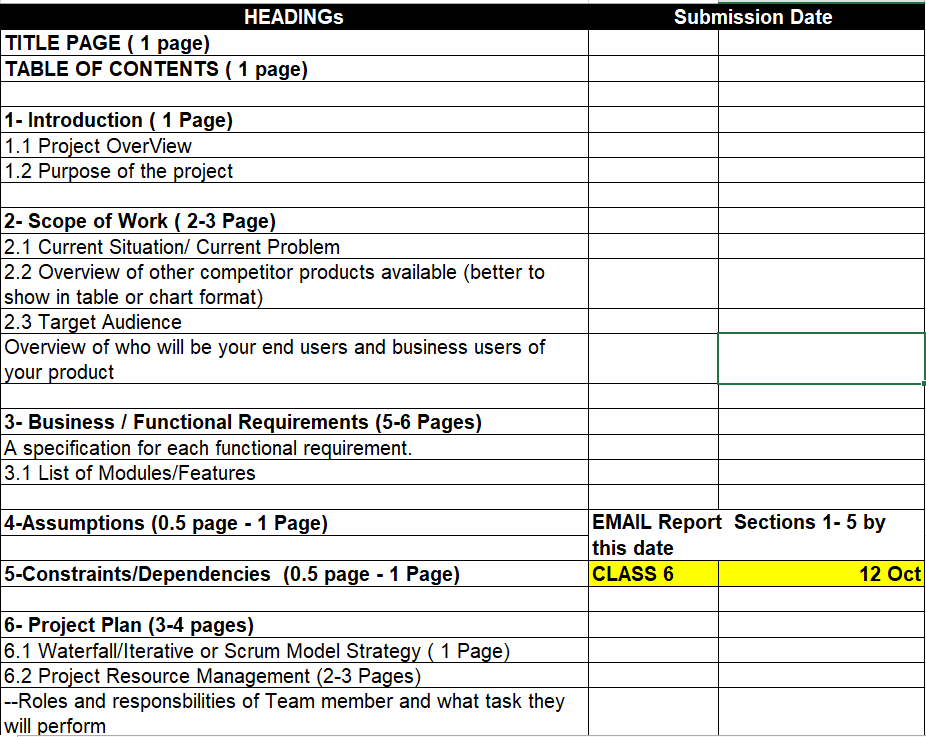 HEADINGs Submission Date
TITLE PAGE ( 1 page)
TABLE OF CONTENTS ( 1 page)
1- Introduction ( 1 Page)
1.1 Project OverView
1.2 Purpose of the project
2- Scope of Work ( 2-3 Page)
2.1 Current Situation/ Current Problem
2.2 Overview of other competitor products available (better to
show in table or chart format)
2.3 Target Audience
Overview of who will be your end users and business users of
your product
3- Business / Functional Requirements (5-6 Pages)
A specification for each functional requirement.
3.1 List of Modules/Features
4-Assumptions (0.5 page - 1 Page) EMAIL Report Sections 1- 5 by
this date
5-Constraints/Dependencies (0.5 page - 1 Page) CLASS 6 12 Oct
6- Project Plan (3-4 pages)
6.1 Waterfall/Iterative or Scrum Model Strategy ( 1 Page)
6.2 Project Resource Management (2-3 Pages)
--Roles and responsbilities of Team member and what task they
will perform